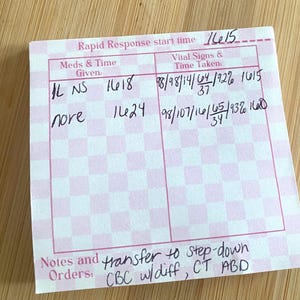 Rapid Response start time 1615
Meds & Time
Given:
Vital Signs &
Time Taken:
1L NS 1618
98/98/14/64/37/92% 1615
nore 1624
98/107/16/65/34/93% 1620
Notes and
Orders:
transfer to step-down
CBC w/diff, CT ABD